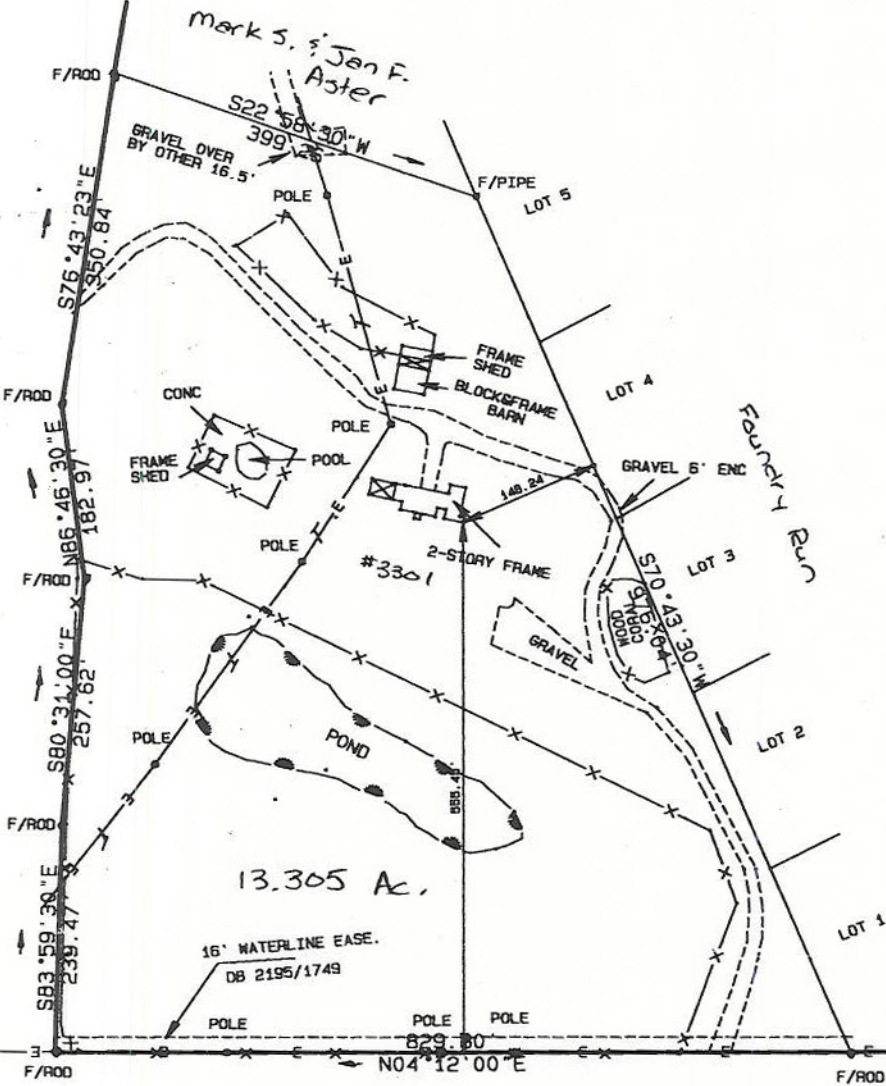 Mark S. & Jan F.
Aster
F/ROD
S22°58'30"W
399.25
GRAVEL OVER
BY OTHER 16.5'
POLE
F/PIPE
LOT 5
S76°43'23"E
350.84'
FRAME
SHED
BLOCK&FRAME
BARN
LOT 4
F/ROD
CONC
POLE
FRAME
SHED
POOL
Foundry Run
GRAVEL 6' ENC
148.24
N86°46'30"E
182.97'
POLE
2-STORY FRAME
#3301
F/ROD
S70°43'30"W
976.64'
LOT 3
WOOD
CORRAL
GRAVEL
S80°31'00"E
257.62'
POLE
POND
LOT 2
F/ROD
13.305 Ac.
S83°59'30"E
239.47'
LOT 1
16' WATERLINE EASE.
DB 2195/1749
POLE
POLE
POLE
829.80'
N04°12'00"E
F/ROD
F/ROD